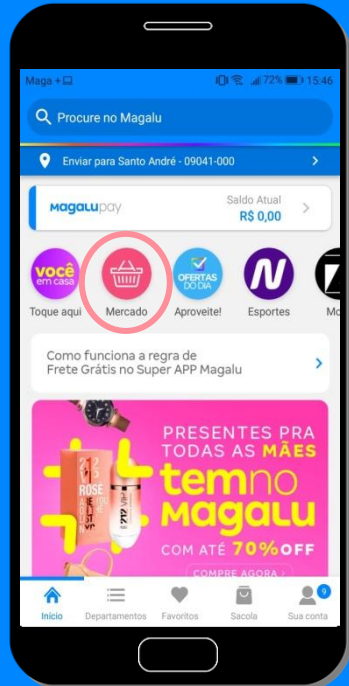 Maga +
72% 15:46
Procure no Magalu
Enviar para Santo André - 09041-000
Magalupay
Saldo Atual
R$ 0,00
você
em casa
OFERTAS
DO DIA
N
Z
Toque aqui
Mercado
Aproveite!
Esportes
Mo
Como funciona a regra de
Frete Grátis no Super APP Magalu
PRESENTES PRA
TODAS AS MÃES
temno
Magalu
COM ATÉ 70%OFF
COMPRE AGORA >
212
ROSÉ
212 VIP
Início
Departamentos
Favoritos
Sacola
9
Sua conta